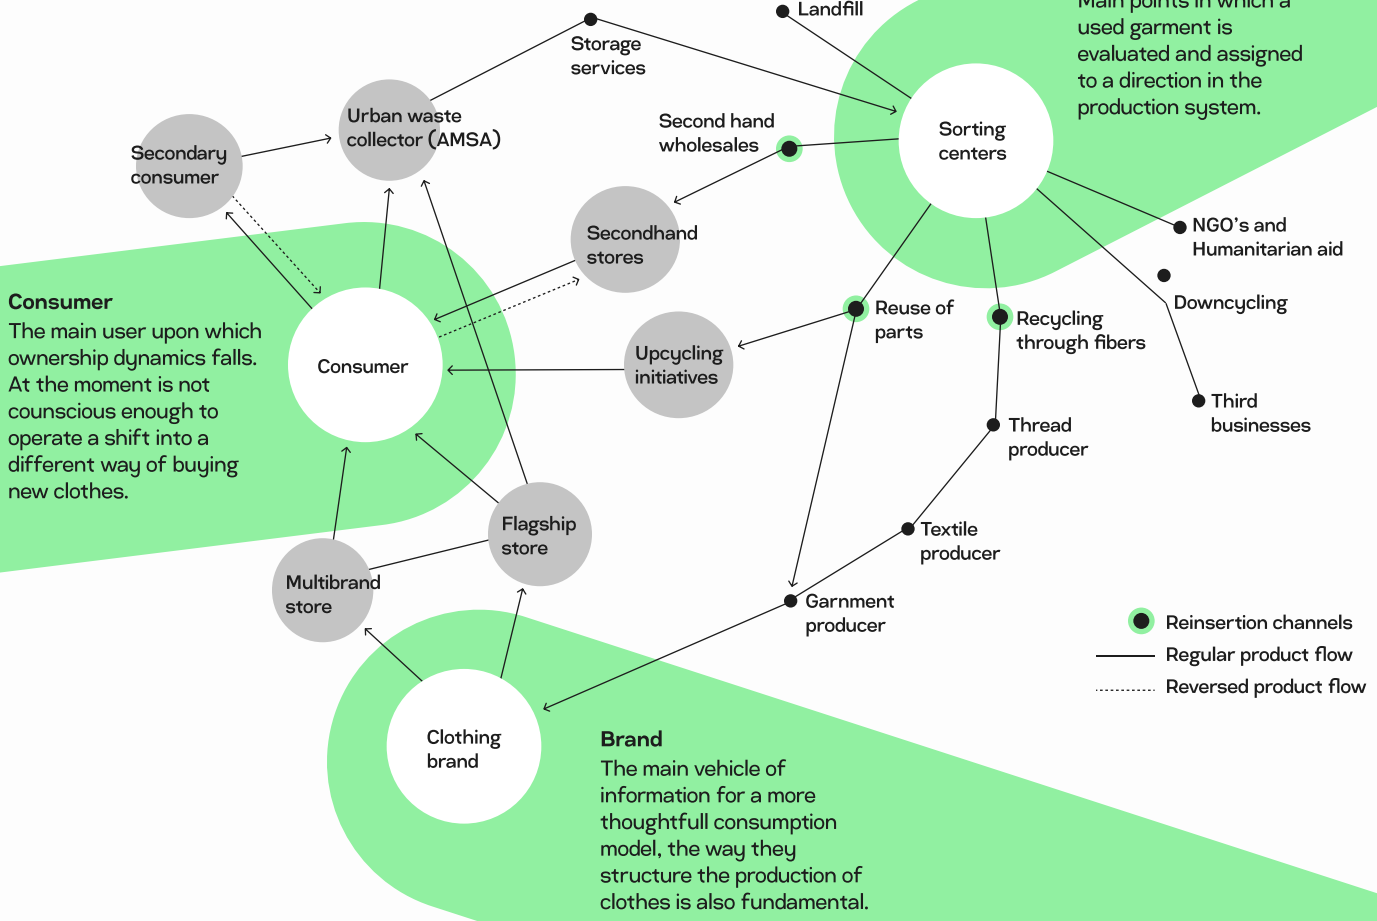 Landfill
Main points in which a
used garment is
evaluated and assigned
to a direction in the
production system.
Storage
services
Urban waste
collector (AMSA)
Second hand
wholesales
Sorting
centers
Secondary
consumer
Secondhand
stores
NGO's and
Humanitarian aid
Downcycling
Consumer
The main user upon which
ownership dynamics falls.
At the moment is not
counscious enough to
operate a shift into a
different way of buying
new clothes.
Consumer
Reuse of
parts
Recycling
through fibers
Upcycling
initiatives
Third
businesses
Thread
producer
Flagship
store
Textile
producer
Multibrand
store
Garnment
producer
Reinsertion channels
Regular product flow
Reversed product flow
Clothing
brand
Brand
The main vehicle of
information for a more
thoughtfull consumption
model, the way they
structure the production of
clothes is also fundamental.